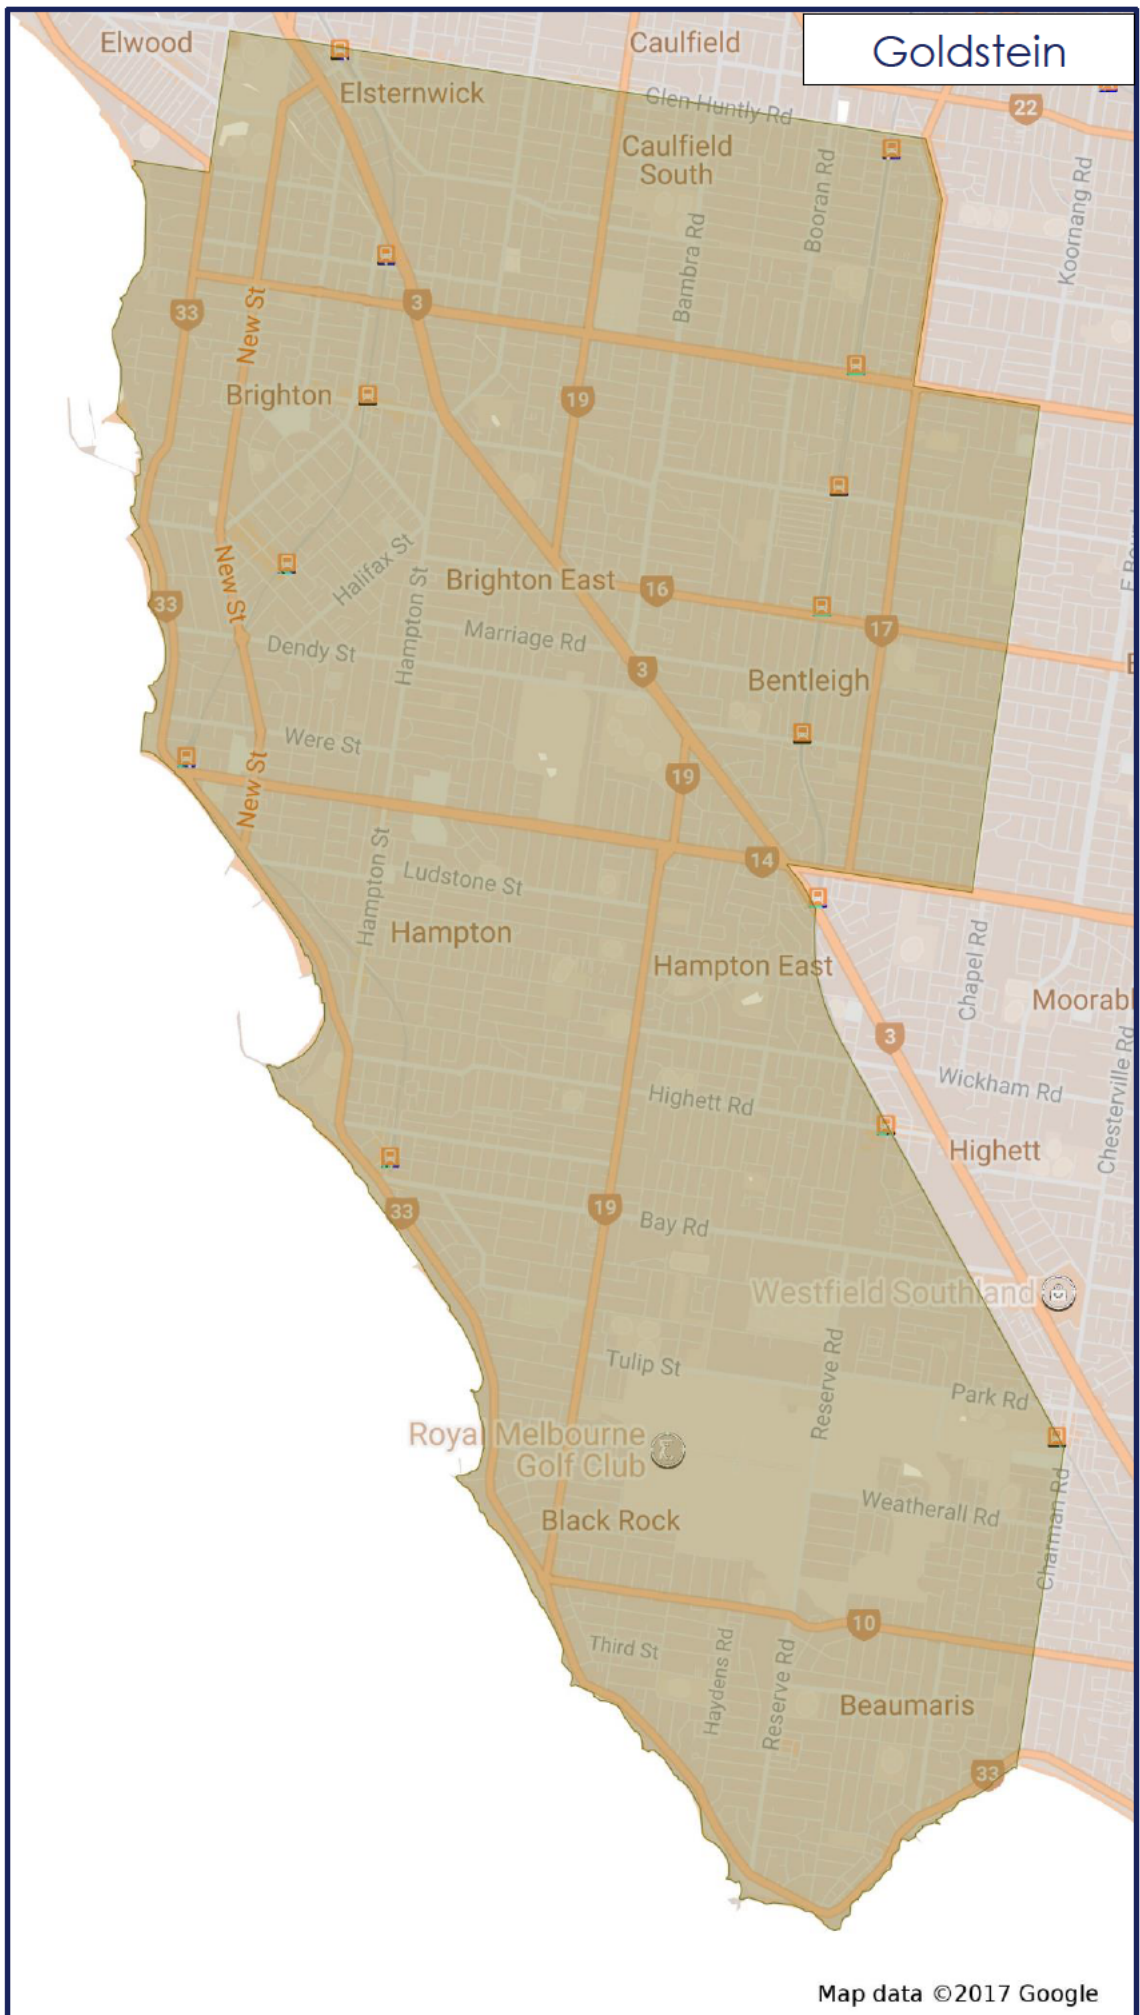 Goldstein
Elwood
Caulfield
Elsternwick
Glen Huntly Rd
22
Caulfield
South
Booran Rd
Koornang Rd
Bambra Rd
33
New St
3
Brighton
19
New St
Halifax St
Hampton St
Brighton East
16
33
17
Dendy St
Marriage Rd
3
Bentleigh
Were St
New St
19
14
Hampton St
Ludstone St
Hampton
Hampton East
Chapel Rd
Moorabl
3
Wickham Rd
Chesterville Rd
Highett Rd
Highett
33
19
Bay Rd
Westfield Southland
Reserve Rd
Tulip St
Park Rd
Royal Melbourne
Golf Club
Black Rock
Weatherall Rd
Charman Rd
10
Third St
Haydens Rd
Reserve Rd
Beaumaris
33
Map data ©2017 Google